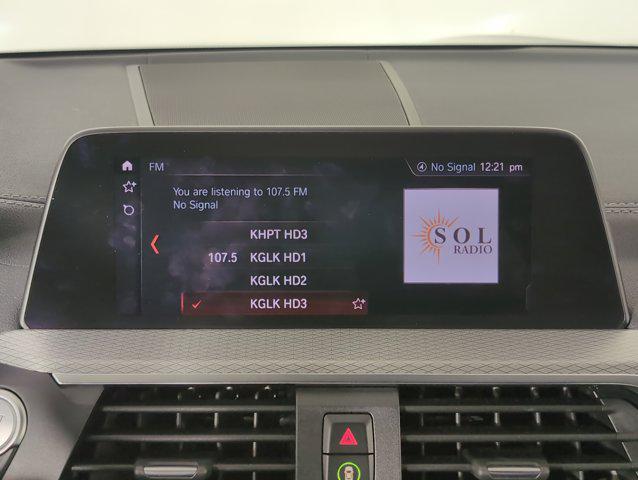 FM
No Signal 12:21 pm
You are listening to 107.5 FM
No Signal
KHPT HD3
107.5 KGLK HD1
KGLK HD2
KGLK HD3
SOL
RADIO